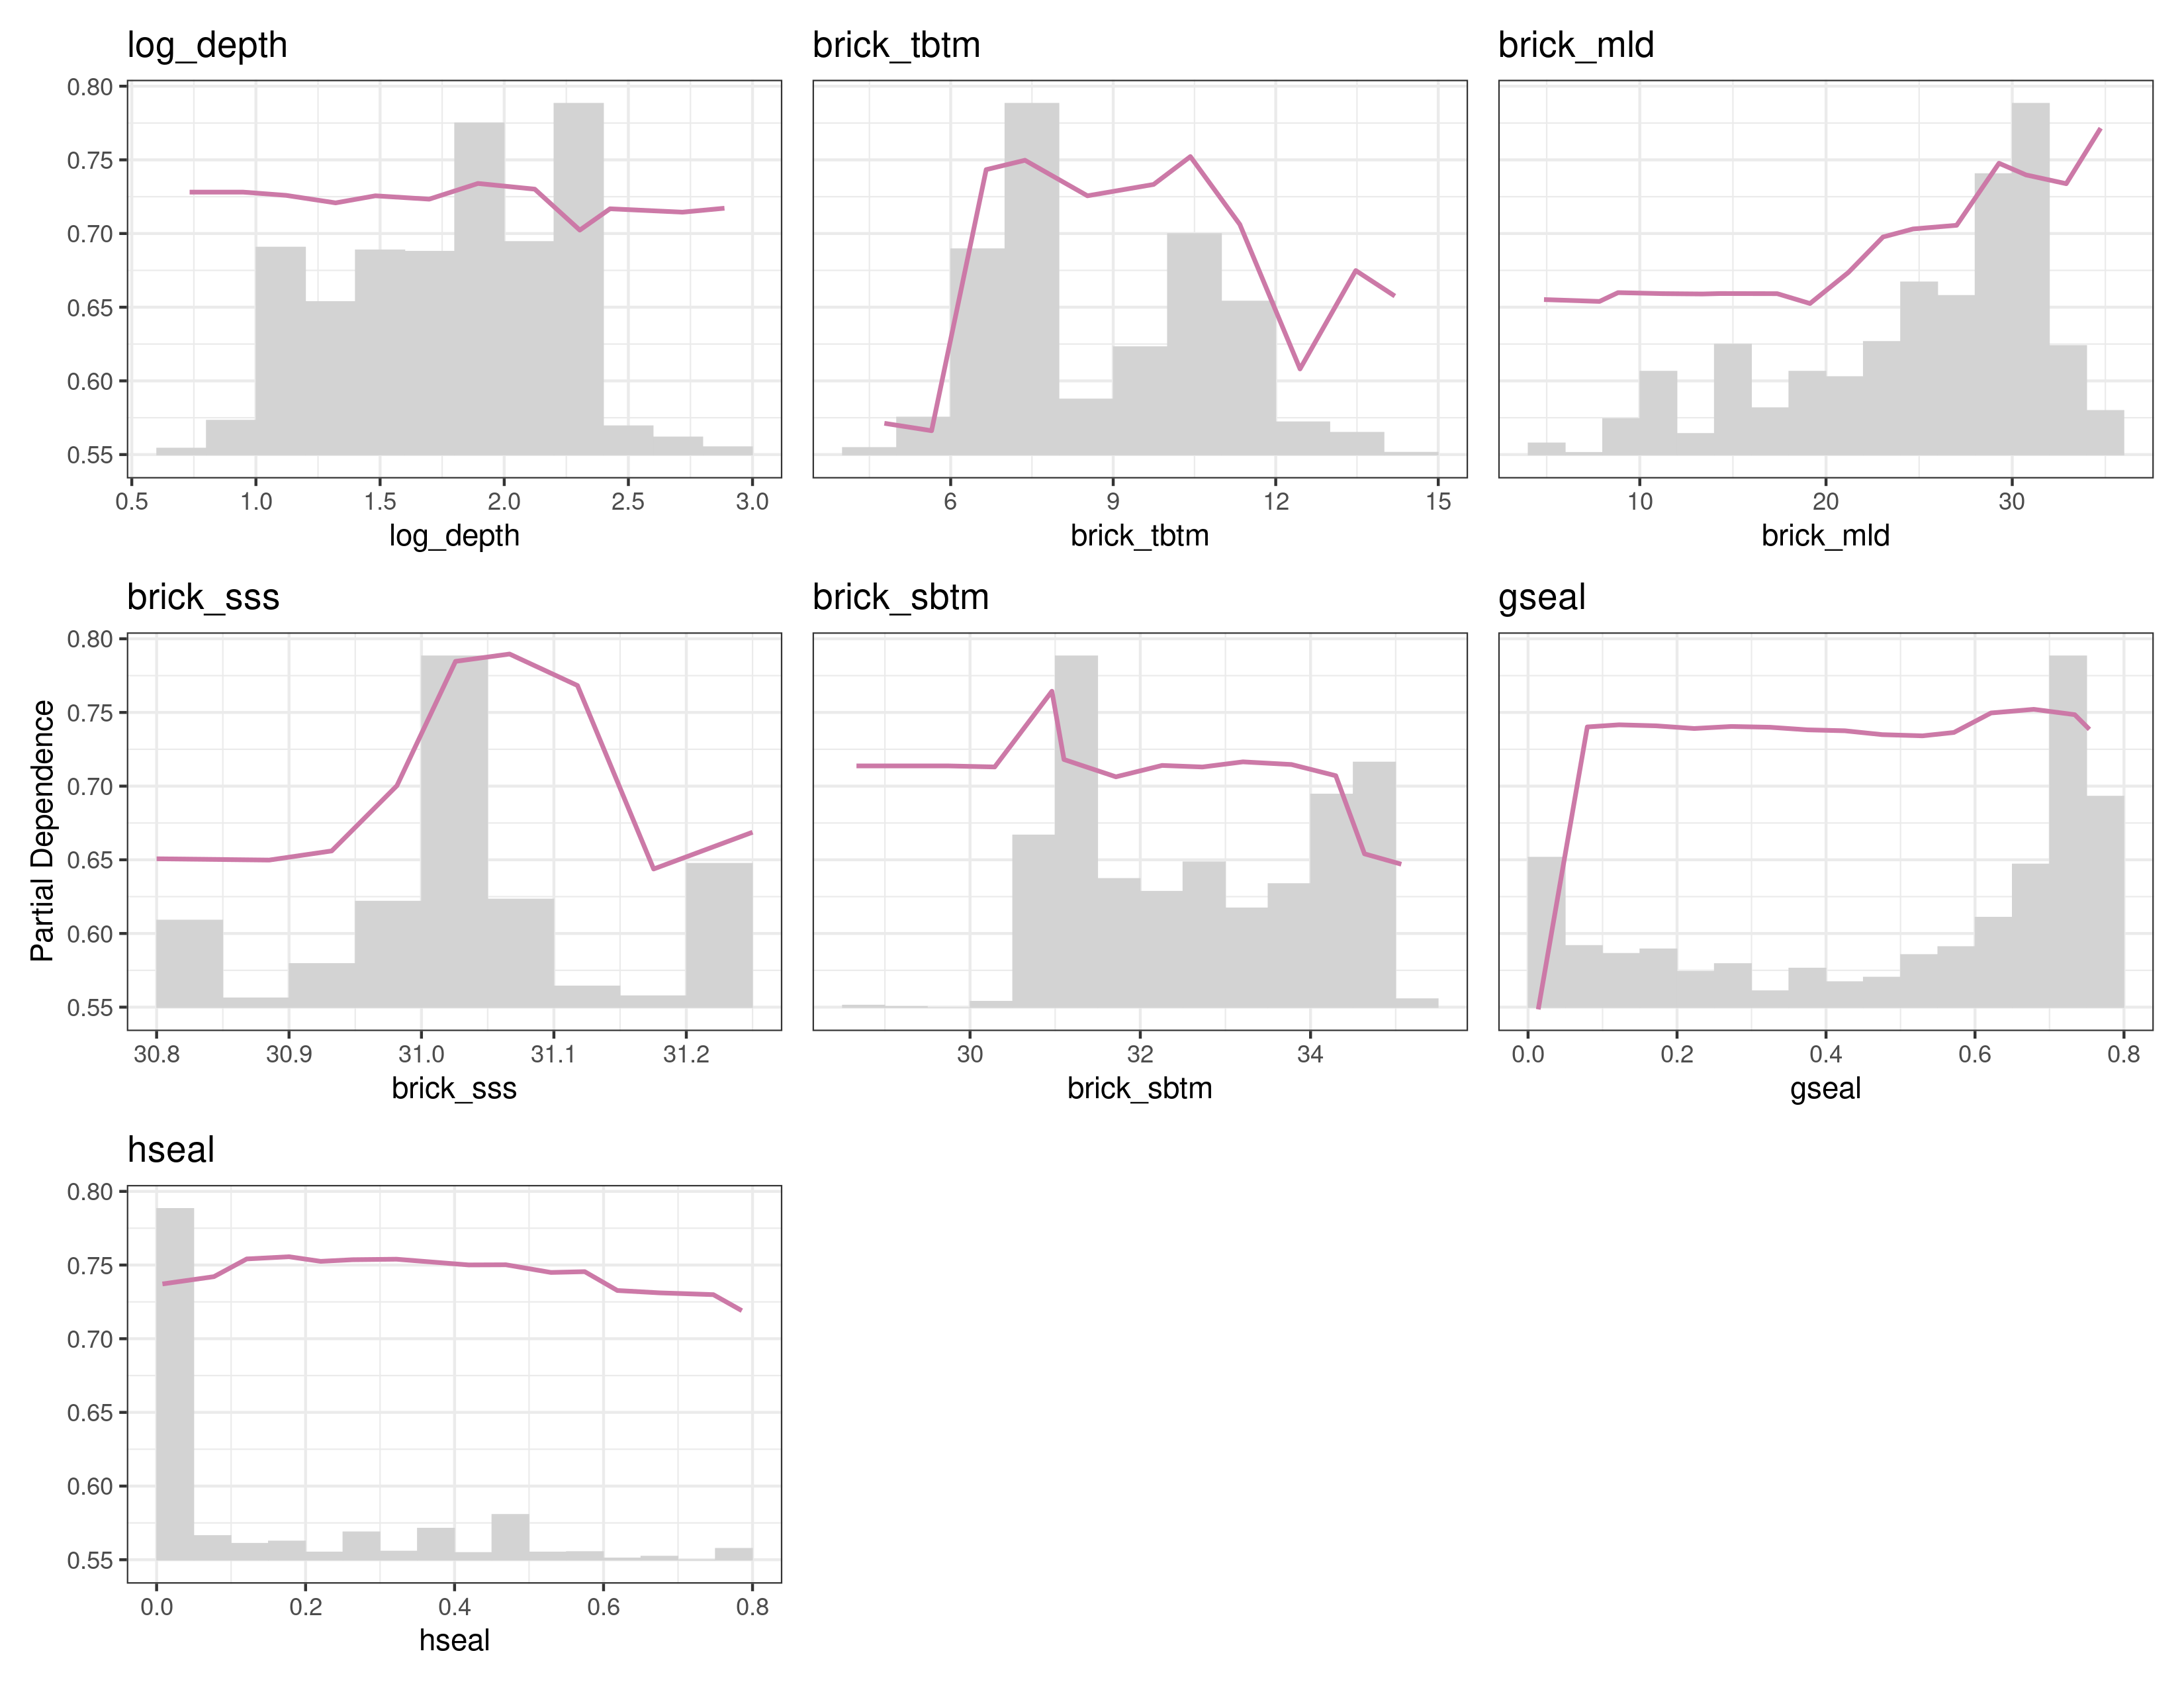 log_depth
brick_tbtm
brick_mld
0.80
0.75
0.70
0.65
0.60
0.55
0.5 1.0 1.5 2.0 2.5 3.0
6 9 12 15
10 20 30
log_depth
brick_tbtm
brick_mld
brick_sss
brick_sbtm
gseal
Partial Dependence
0.80
0.75
0.70
0.65
0.60
0.55
30.8 30.9 31.0 31.1 31.2
30 32 34
0.0 0.2 0.4 0.6 0.8
brick_sss
brick_sbtm
gseal
hseal
0.80
0.75
0.70
0.65
0.60
0.55
0.0 0.2 0.4 0.6 0.8
hseal